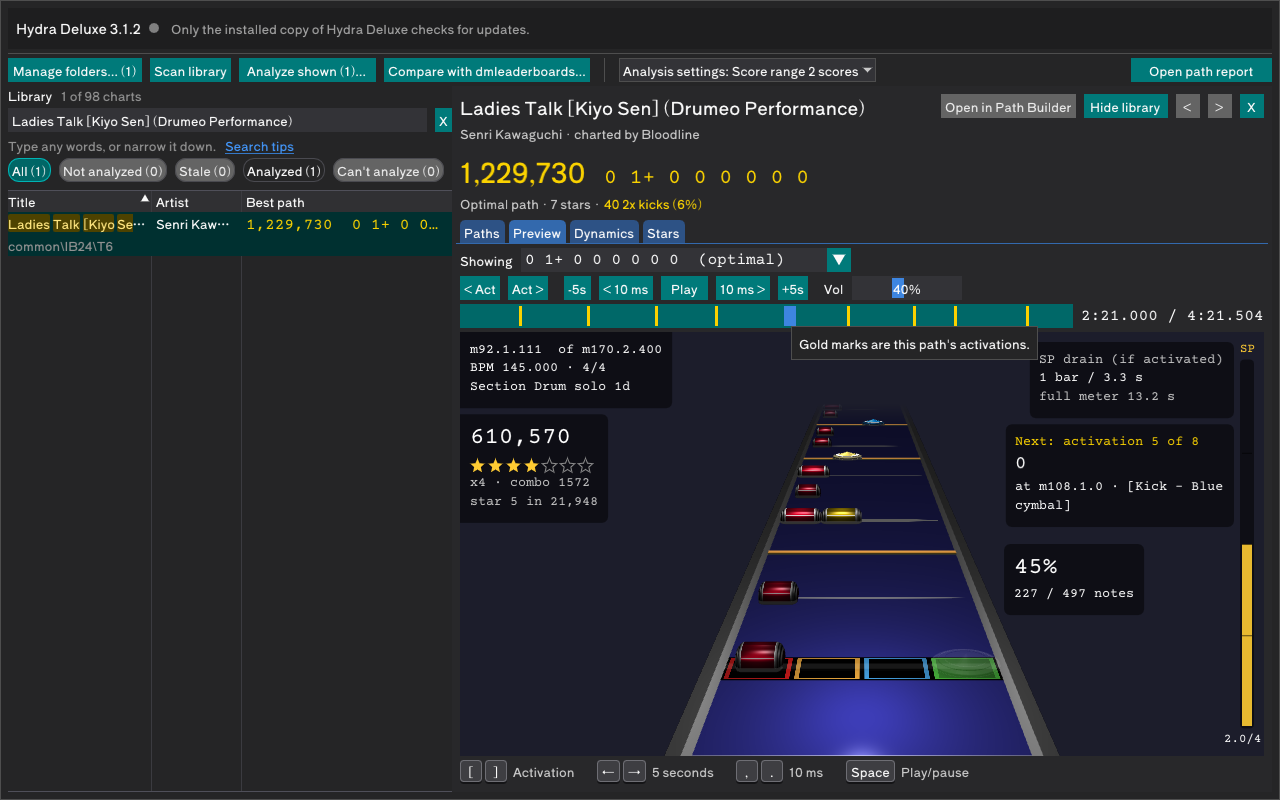 Hydra Deluxe 3.1.2 Only the installed copy of Hydra Deluxe checks for updates.
Manage folders... (1) Scan library Analyze shown (1)... Compare with dmleaderboards... Analysis settings: Score range 2 scores Open path report
Library 1 of 98 charts
Ladies Talk [Kiyo Sen] (Drumeo Performance) X
Type any words, or narrow it down. Search tips
All (1) Not analyzed (0) Stale (0) Analyzed (1) Can't analyze (0)
Title Artist Best path
Ladies Talk [Kiyo Se... Senri Kaw... 1,229,730 0 1+ 0 0...
common\IB24\T6
Ladies Talk [Kiyo Sen] (Drumeo Performance) Open in Path Builder Hide library < > X
Senri Kawaguchi · charted by Bloodline
1,229,730 0 1+ 0 0 0 0 0 0
Optimal path · 7 stars · 40 2x kicks (6%)
Paths Preview Dynamics Stars
Showing 0 1+ 0 0 0 0 0 0 (optimal)
< Act Act > -5s < 10 ms Play 10 ms > +5s Vol 40%
2:21.000 / 4:21.504
Gold marks are this path's activations.
m92.1.111 of m170.2.400
BPM 145.000 · 4/4
Section Drum solo 1d
610,570
x4 · combo 1572
star 5 in 21,948
SP drain (if activated)
1 bar / 3.3 s
full meter 13.2 s
SP
Next: activation 5 of 8
0
at m108.1.0 · [Kick - Blue
cymbal]
45%
227 / 497 notes
2.0/4
[ ] Activation ← → 5 seconds , . 10 ms Space Play/pause